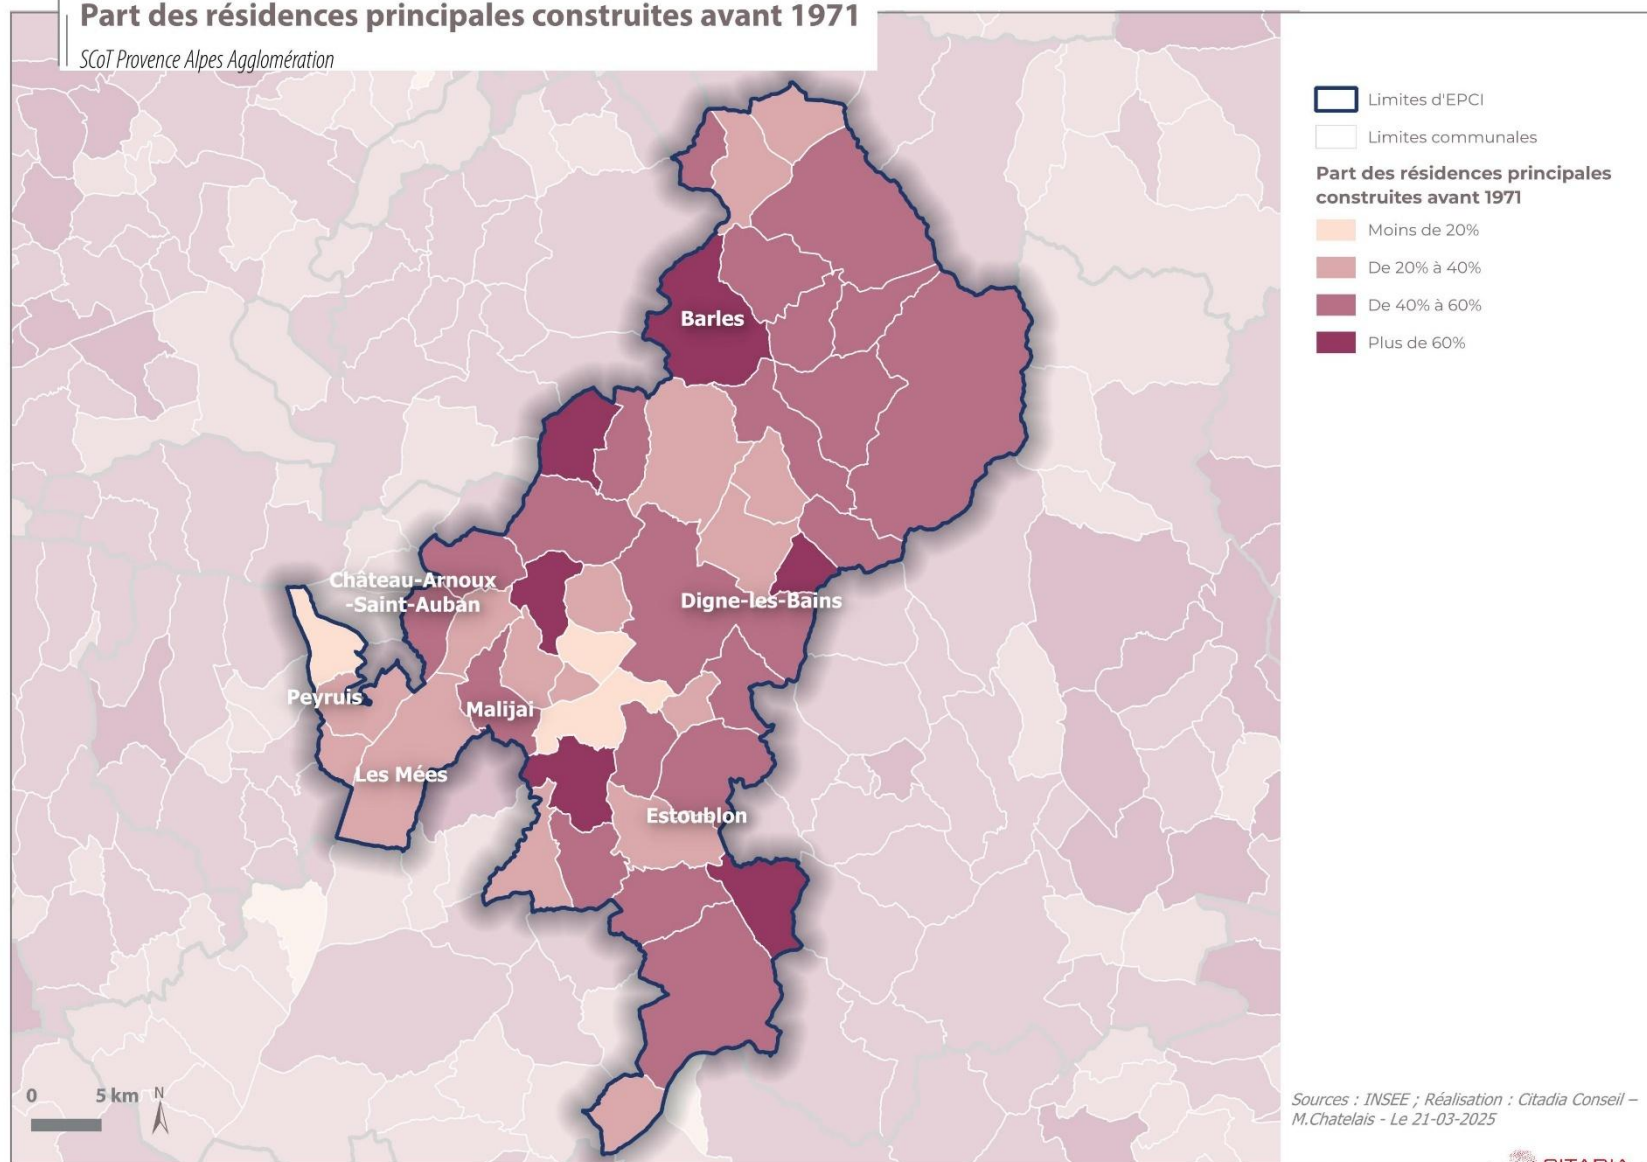 Part des résidences principales construites avant 1971
SCoT Provence Alpes Agglomération
Limites d'EPCI
Limites communales
Part des résidences principales
construites avant 1971
Moins de 20%
De 20% à 40%
De 40% à 60%
Plus de 60%
Barles
Château-Arnoux
-Saint-Auban
Digne-les-Bains
Peyruis
Malijai
Les Mées
Estoublon
0 5 km N
Sources : INSEE ; Réalisation : Citadia Conseil –
M.Chatelais - Le 21-03-2025
CITADIA